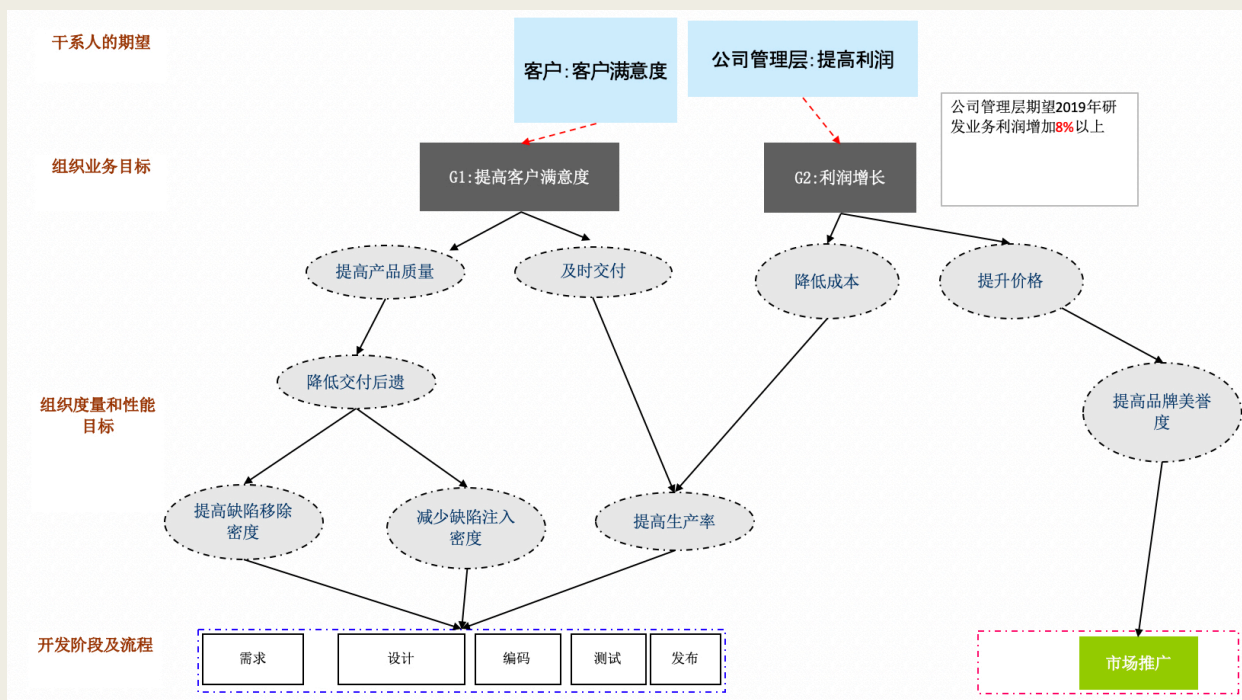 干系人的期望
客户:客户满意度
公司管理层:提高利润
公司管理层期望2019年研
发业务利润增加8%以上
组织业务目标
G1:提高客户满意度
G2:利润增长
提高产品质量
及时交付
降低成本
提升价格
降低交付后遗
组织度量和性能
目标
提高品牌美誉
度
提高缺陷移除
密度
减少缺陷注入
密度
提高生产率
开发阶段及流程
需求
设计
编码
测试
发布
市场推广